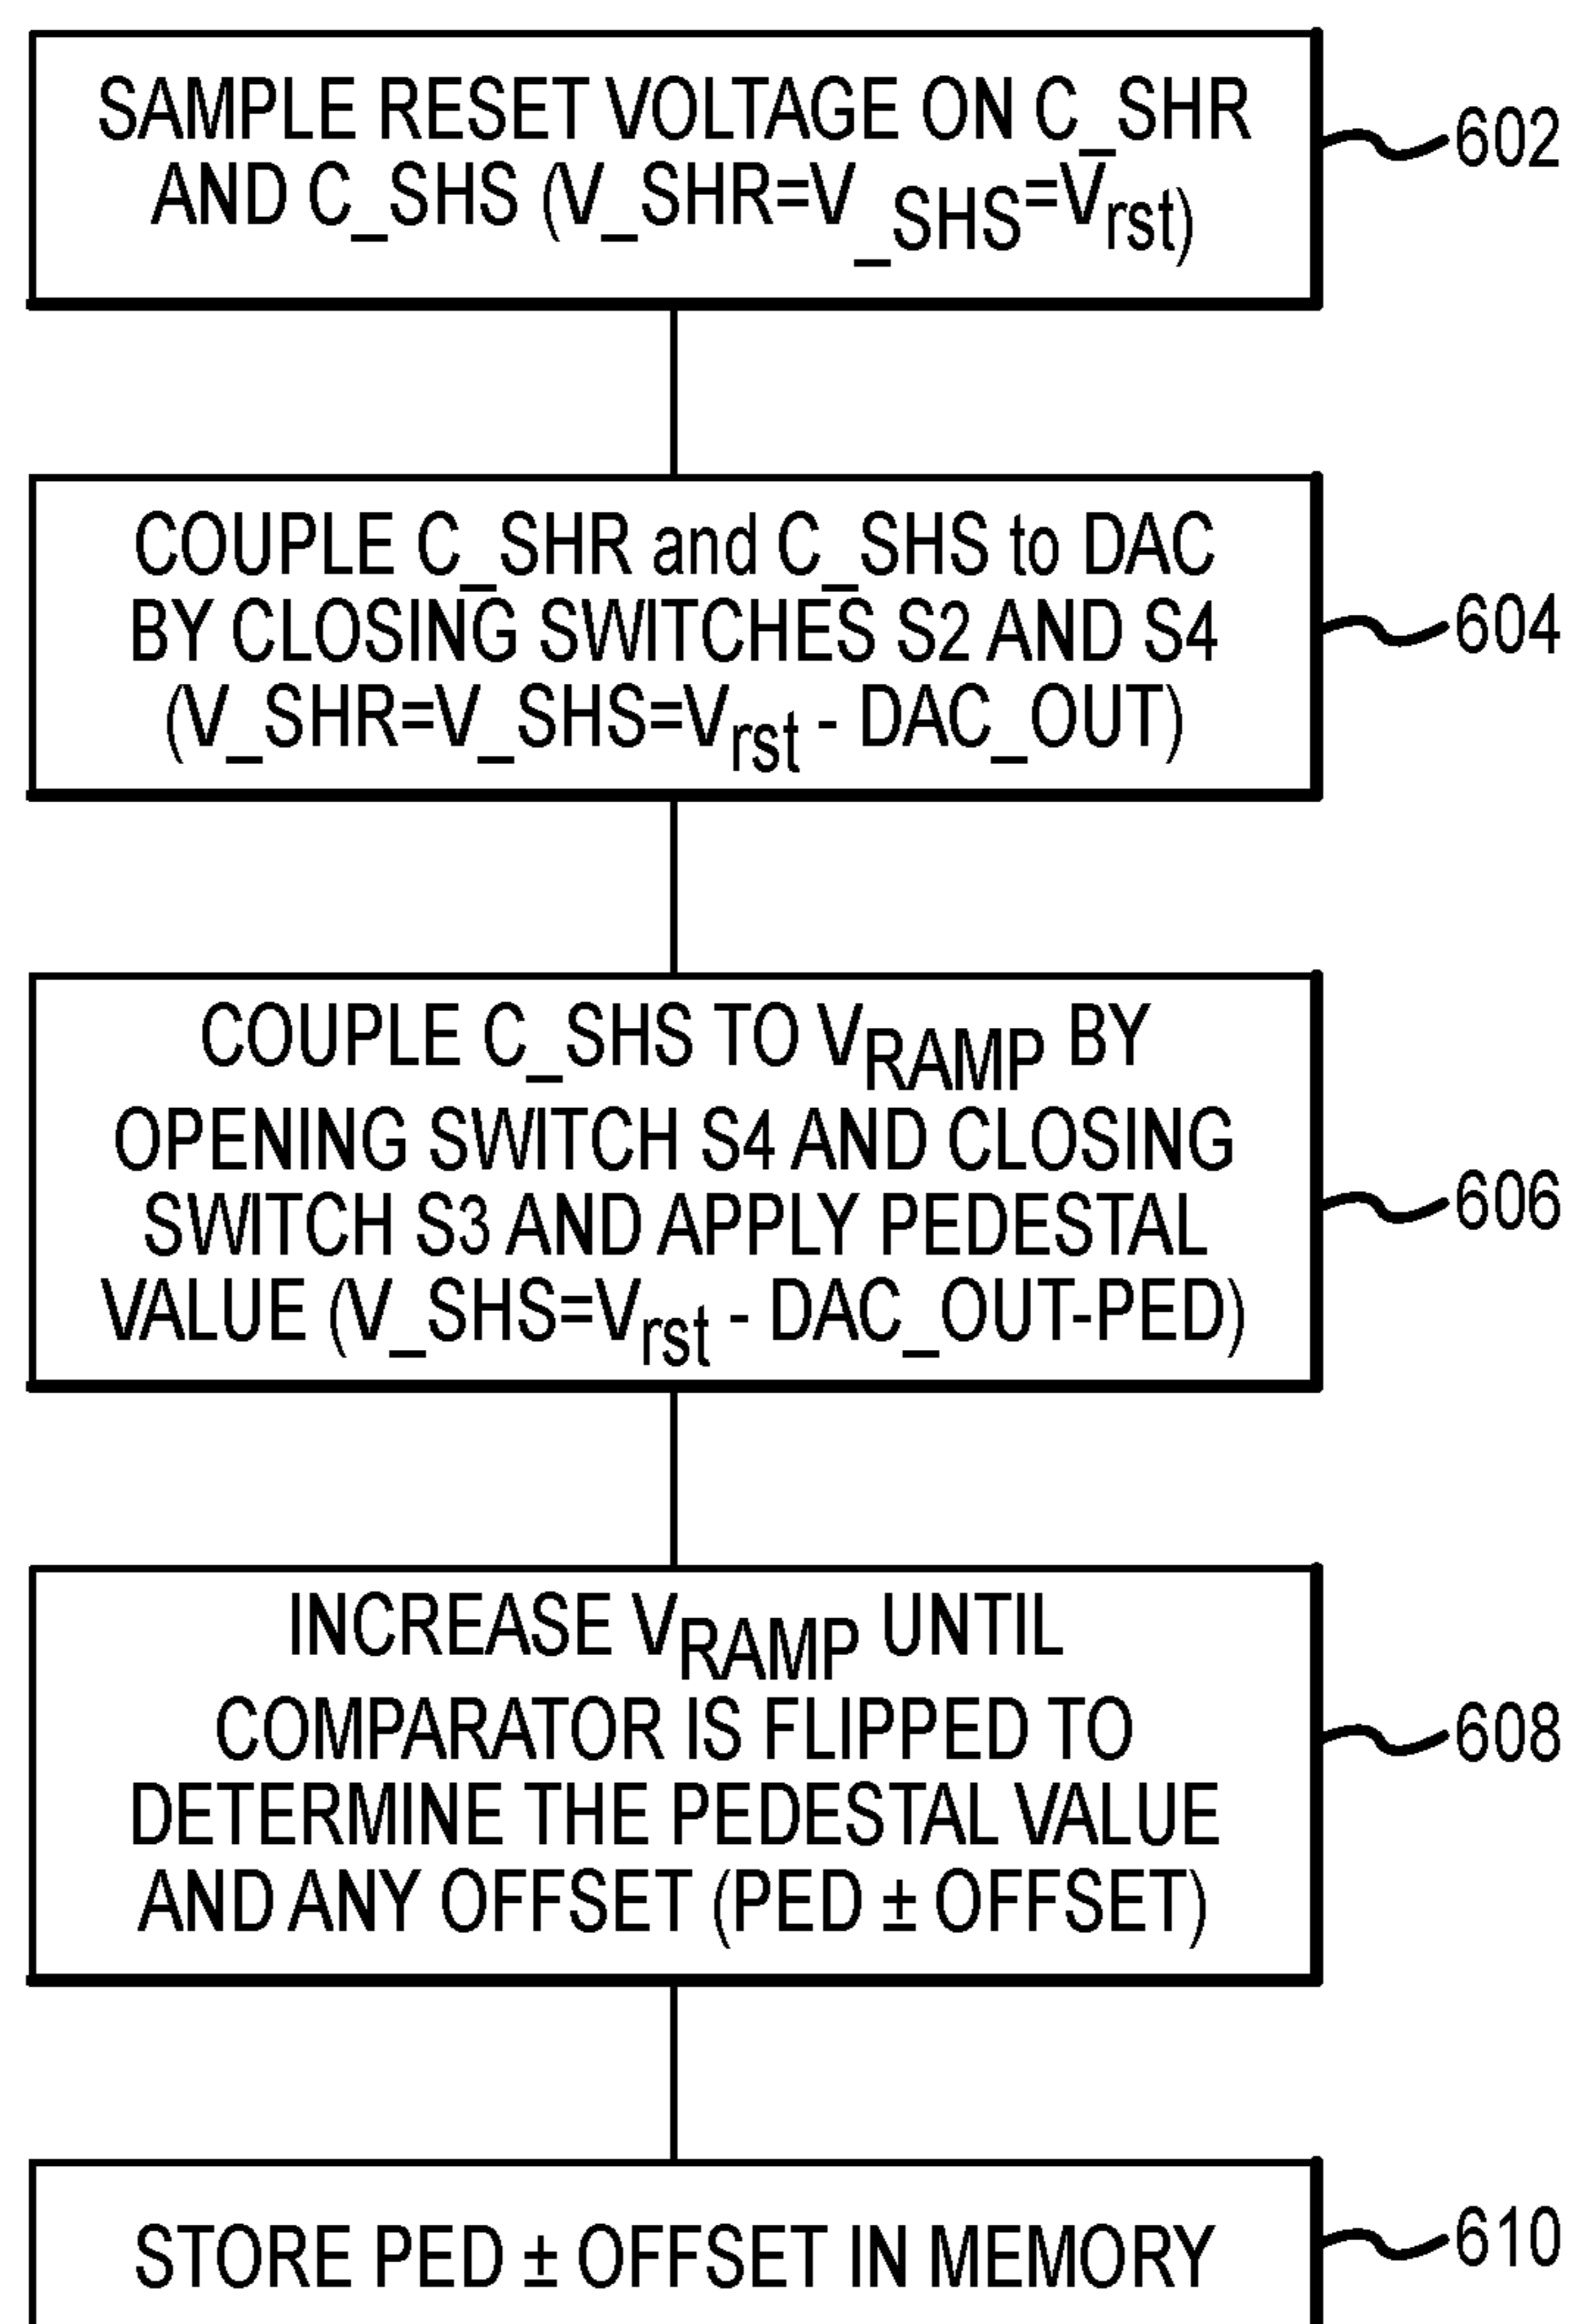 SAMPLE RESET VOLTAGE ON C_SHR
AND C_SHS (V_SHR=V_SHS=Vrst)
602
COUPLE C_SHR and C_SHS to DAC
BY CLOSING SWITCHES S2 AND S4
(V_SHR=V_SHS=Vrst - DAC_OUT)
604
COUPLE C_SHS TO VRAMP BY
OPENING SWITCH S4 AND CLOSING
SWITCH S3 AND APPLY PEDESTAL
VALUE (V_SHS=Vrst - DAC_OUT-PED)
606
INCREASE VRAMP UNTIL
COMPARATOR IS FLIPPED TO
DETERMINE THE PEDESTAL VALUE
AND ANY OFFSET (PED ± OFFSET)
608
STORE PED ± OFFSET IN MEMORY
610